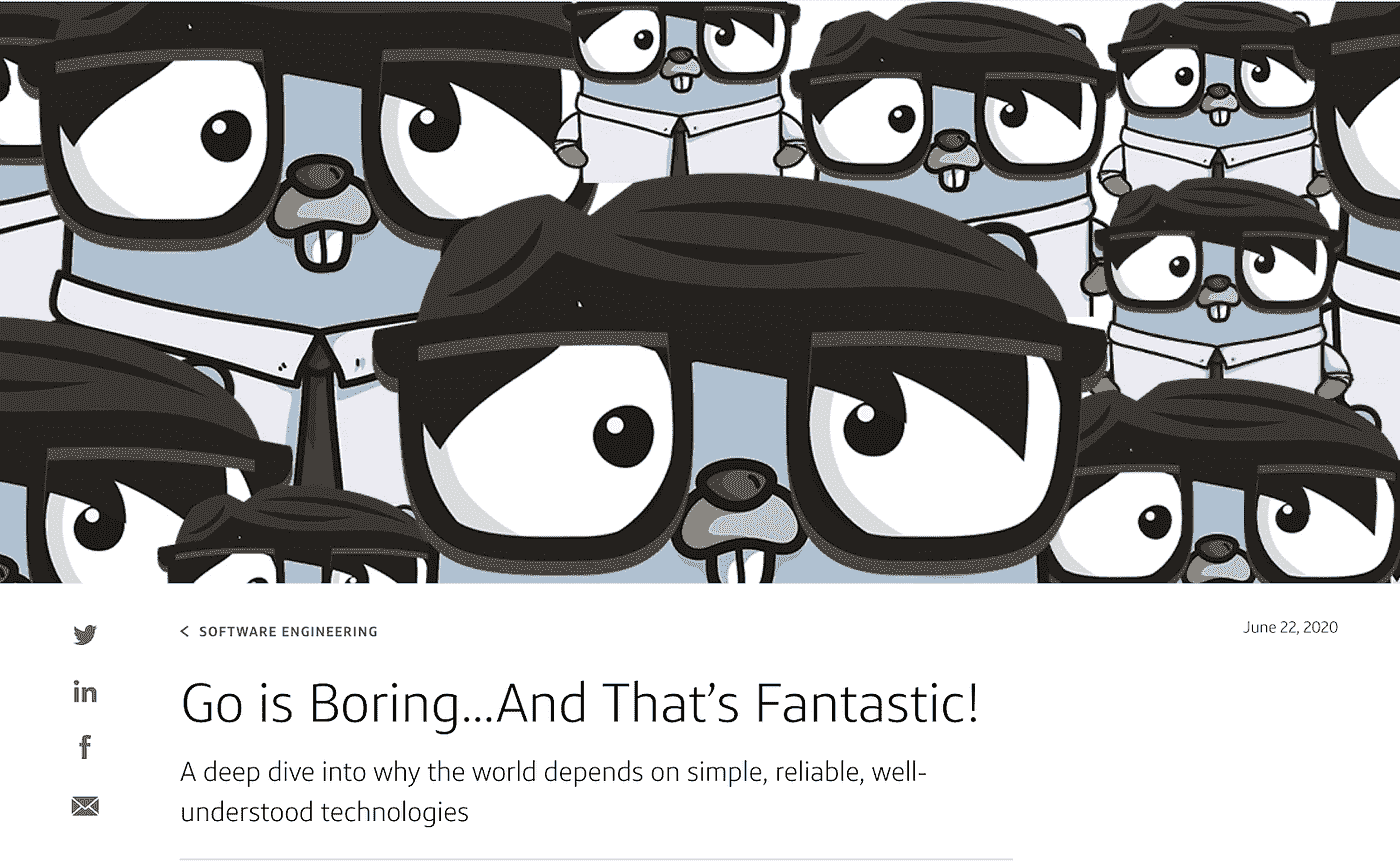 < SOFTWARE ENGINEERING
June 22, 2020
in
f
Go is Boring...And That’s Fantastic!
A deep dive into why the world depends on simple, reliable, well-
understood technologies